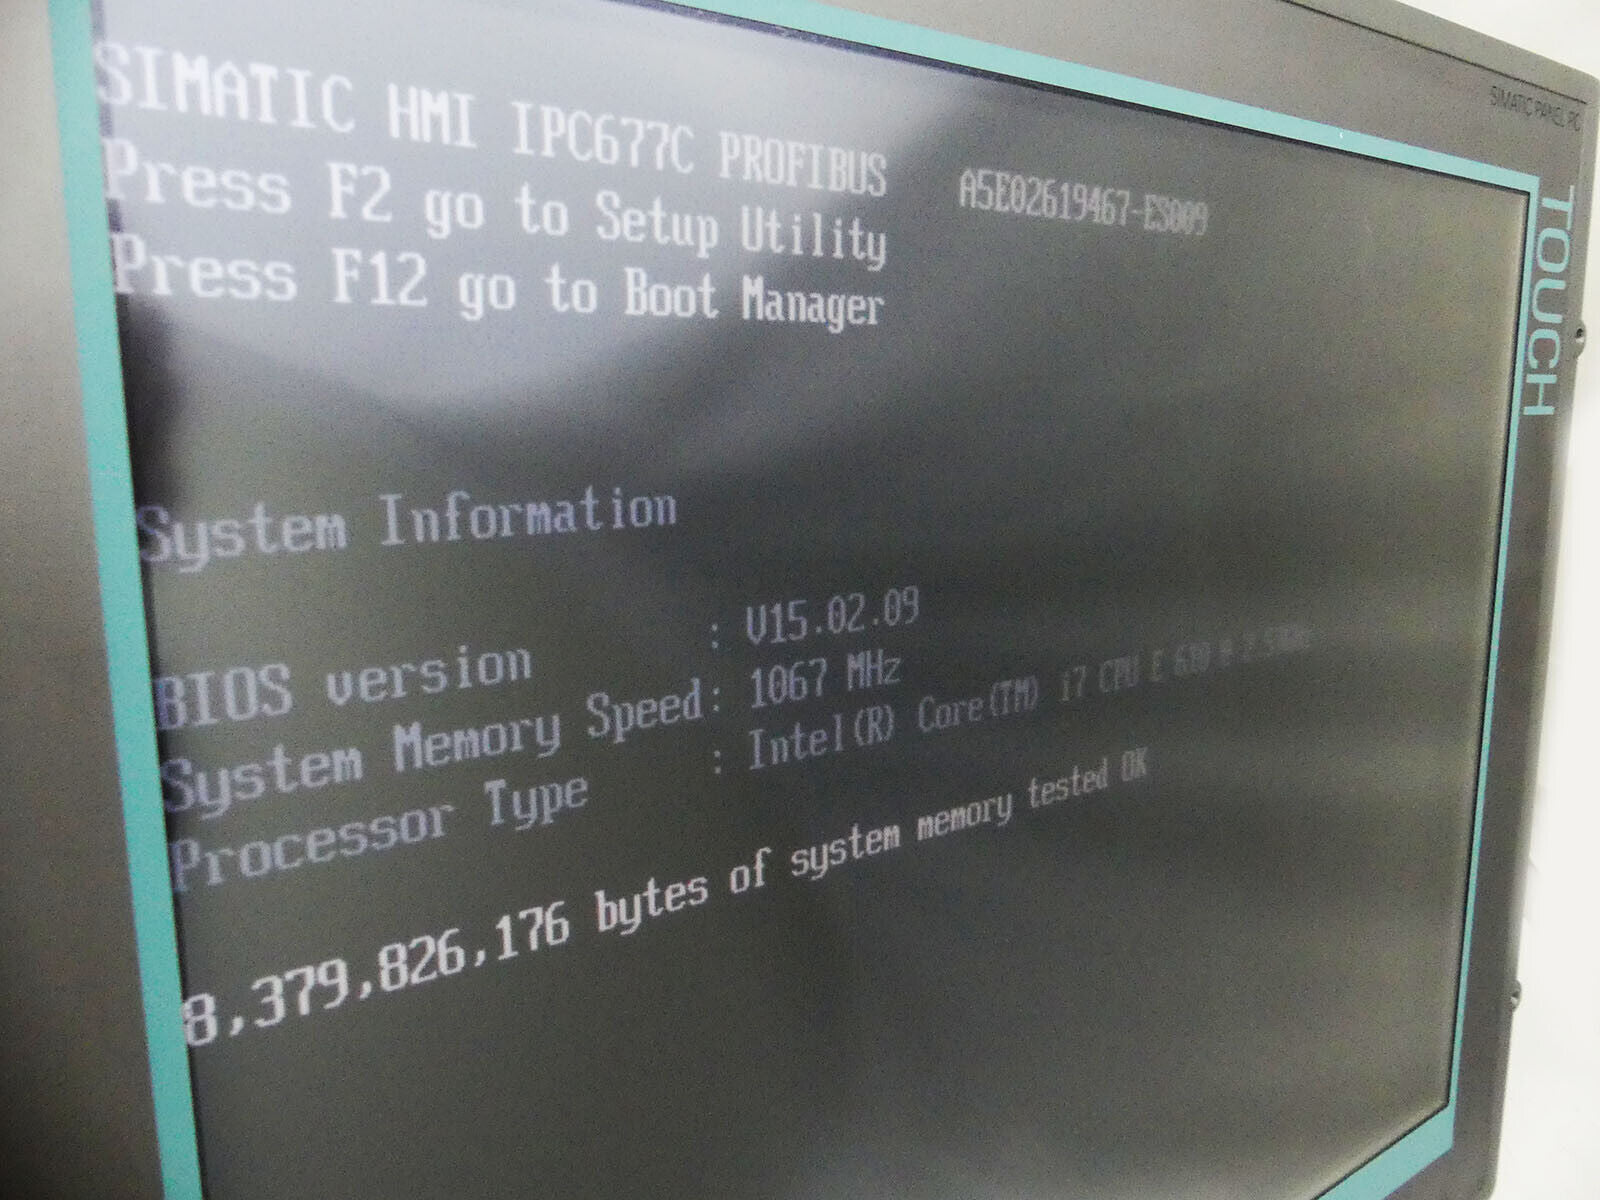 SIMATIC PANEL PC
TOUCH
SIMATIC HMI IPC677C PROFIBUS A5E02619467-ES009
Press F2 go to Setup Utility
Press F12 go to Boot Manager
System Information
BIOS version : V15.02.09
System Memory Speed: 1067 MHz
Processor Type : Intel(R) Core(TM) i7 CPU E
8,379,826,176 bytes of system memory tested OK